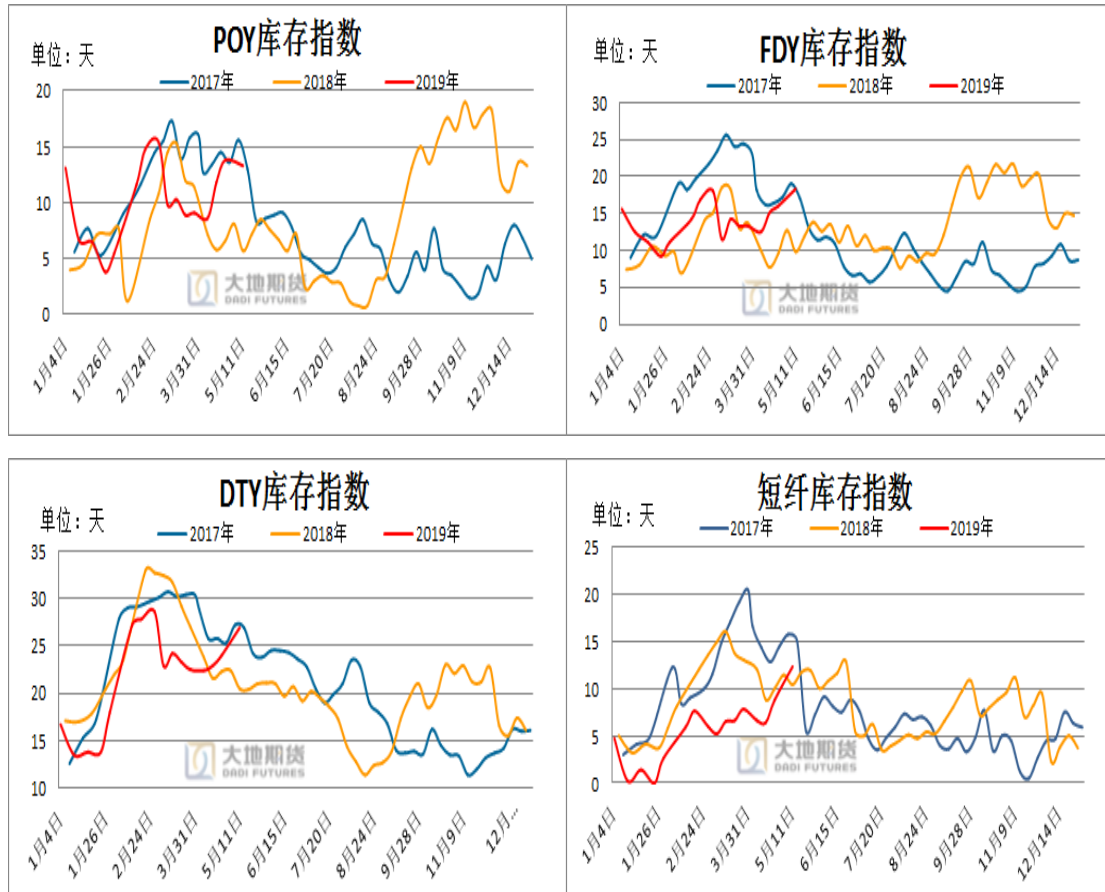 POY库存指数
单位：天
2017年 2018年 2019年
20
15
10
5
0
1月4日 1月26日 2月24日 3月31日 5月11日 6月15日 7月20日 8月24日 9月28日 11月9日 12月14日
大地期货
DADI FUTURES
FDY库存指数
单位：天
2017年 2018年 2019年
30
25
20
15
10
5
0
1月4日 1月26日 2月24日 3月31日 5月11日 6月15日 7月20日 8月24日 9月28日 11月9日 12月14日
大地期货
DADI FUTURES
DTY库存指数
单位：天
2017年 2018年 2019年
35
30
25
20
15
10
1月4日 1月26日 2月24日 3月31日 5月11日 6月15日 7月20日 8月24日 9月28日 11月9日 12月...
大地期货
DADI FUTURES
短纤库存指数
单位：天
2017年 2018年 2019年
25
20
15
10
5
0
1月4日 1月26日 2月24日 3月31日 5月11日 6月15日 7月20日 8月24日 9月28日 11月9日 12月14日
大地期货
DADI FUTURES